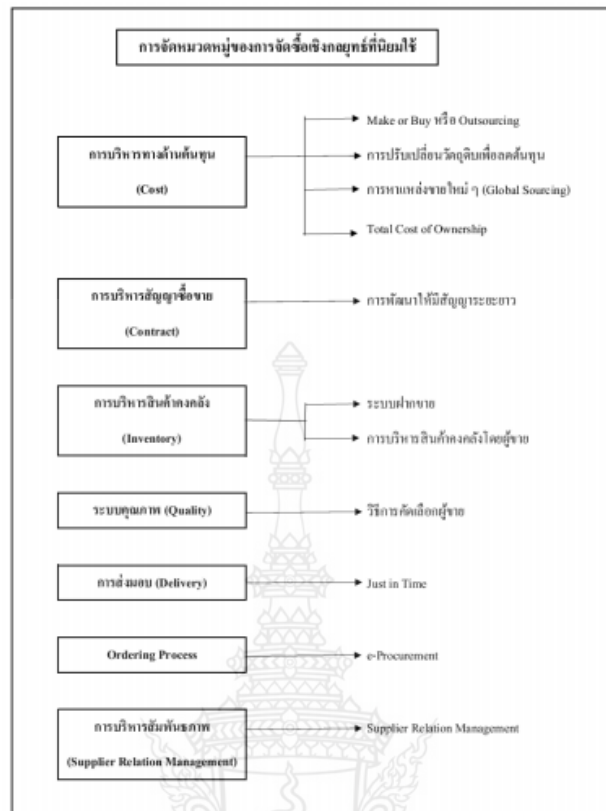 การจัดหมวดหมู่ของการจัดซื้อเชิงกลยุทธ์ที่นิยมใช้
Make or Buy หรือ Outsourcing
การบริหารทางด้านต้นทุน
การปรับเปลี่ยนวัตถุดิบเพื่อลดต้นทุน
(Cost)
การหาแหล่งขายใหม่ ๆ (Global Sourcing)
Total Cost of Ownership
การบริหารสัญญาซื้อขาย
การพัฒนาให้มีสัญญาระยะยาว
(Contract)
การบริหารสินค้าคงคลัง
ระบบฝากขาย
(Inventory)
การบริหารสินค้าคงคลังโดยผู้ขาย
ระบบคุณภาพ (Quality)
วิธีการคัดเลือกผู้ขาย
การส่งมอบ (Delivery)
Just in Time
Ordering Process
e-Procurement
การบริหารสัมพันธภาพ
Supplier Relation Management
(Supplier Relation Management)